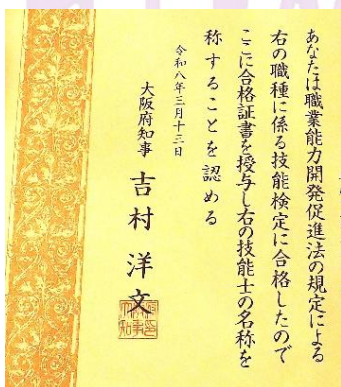 あなたは職業能力開発促進法の規定による
右の職種に係る技能検定に合格したので
ここに合格証書を授与し右の技能士の名称を
称することを認める
令和八年三月十三日
大阪府知事 吉村洋文